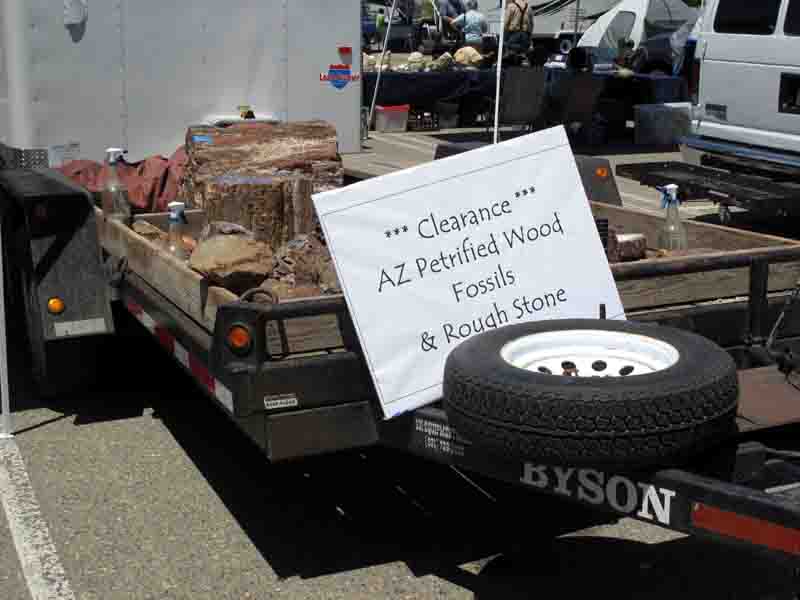 *** Clearance ***
AZ Petrified Wood
Fossils
& Rough Stone
BYSON